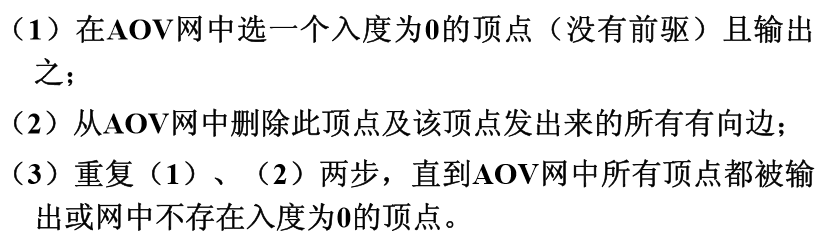 （1）在AOV网中选一个入度为0的顶点（没有前驱）且输出
之；
（2）从AOV网中删除此顶点及该顶点发出来的所有有向边；
（3）重复（1）、（2）两步，直到AOV网中所有顶点都被输
出或网中不存在入度为0的顶点。